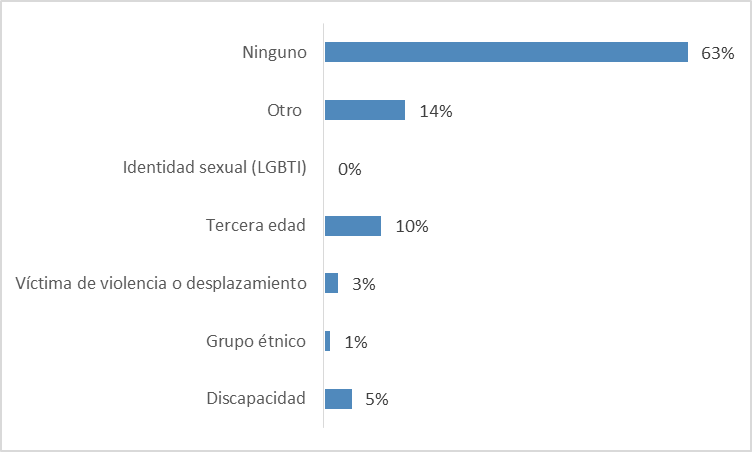 Ninguno 63%
Otro 14%
Identidad sexual (LGBTI) 0%
Tercera edad 10%
Víctima de violencia o desplazamiento 3%
Grupo étnico 1%
Discapacidad 5%